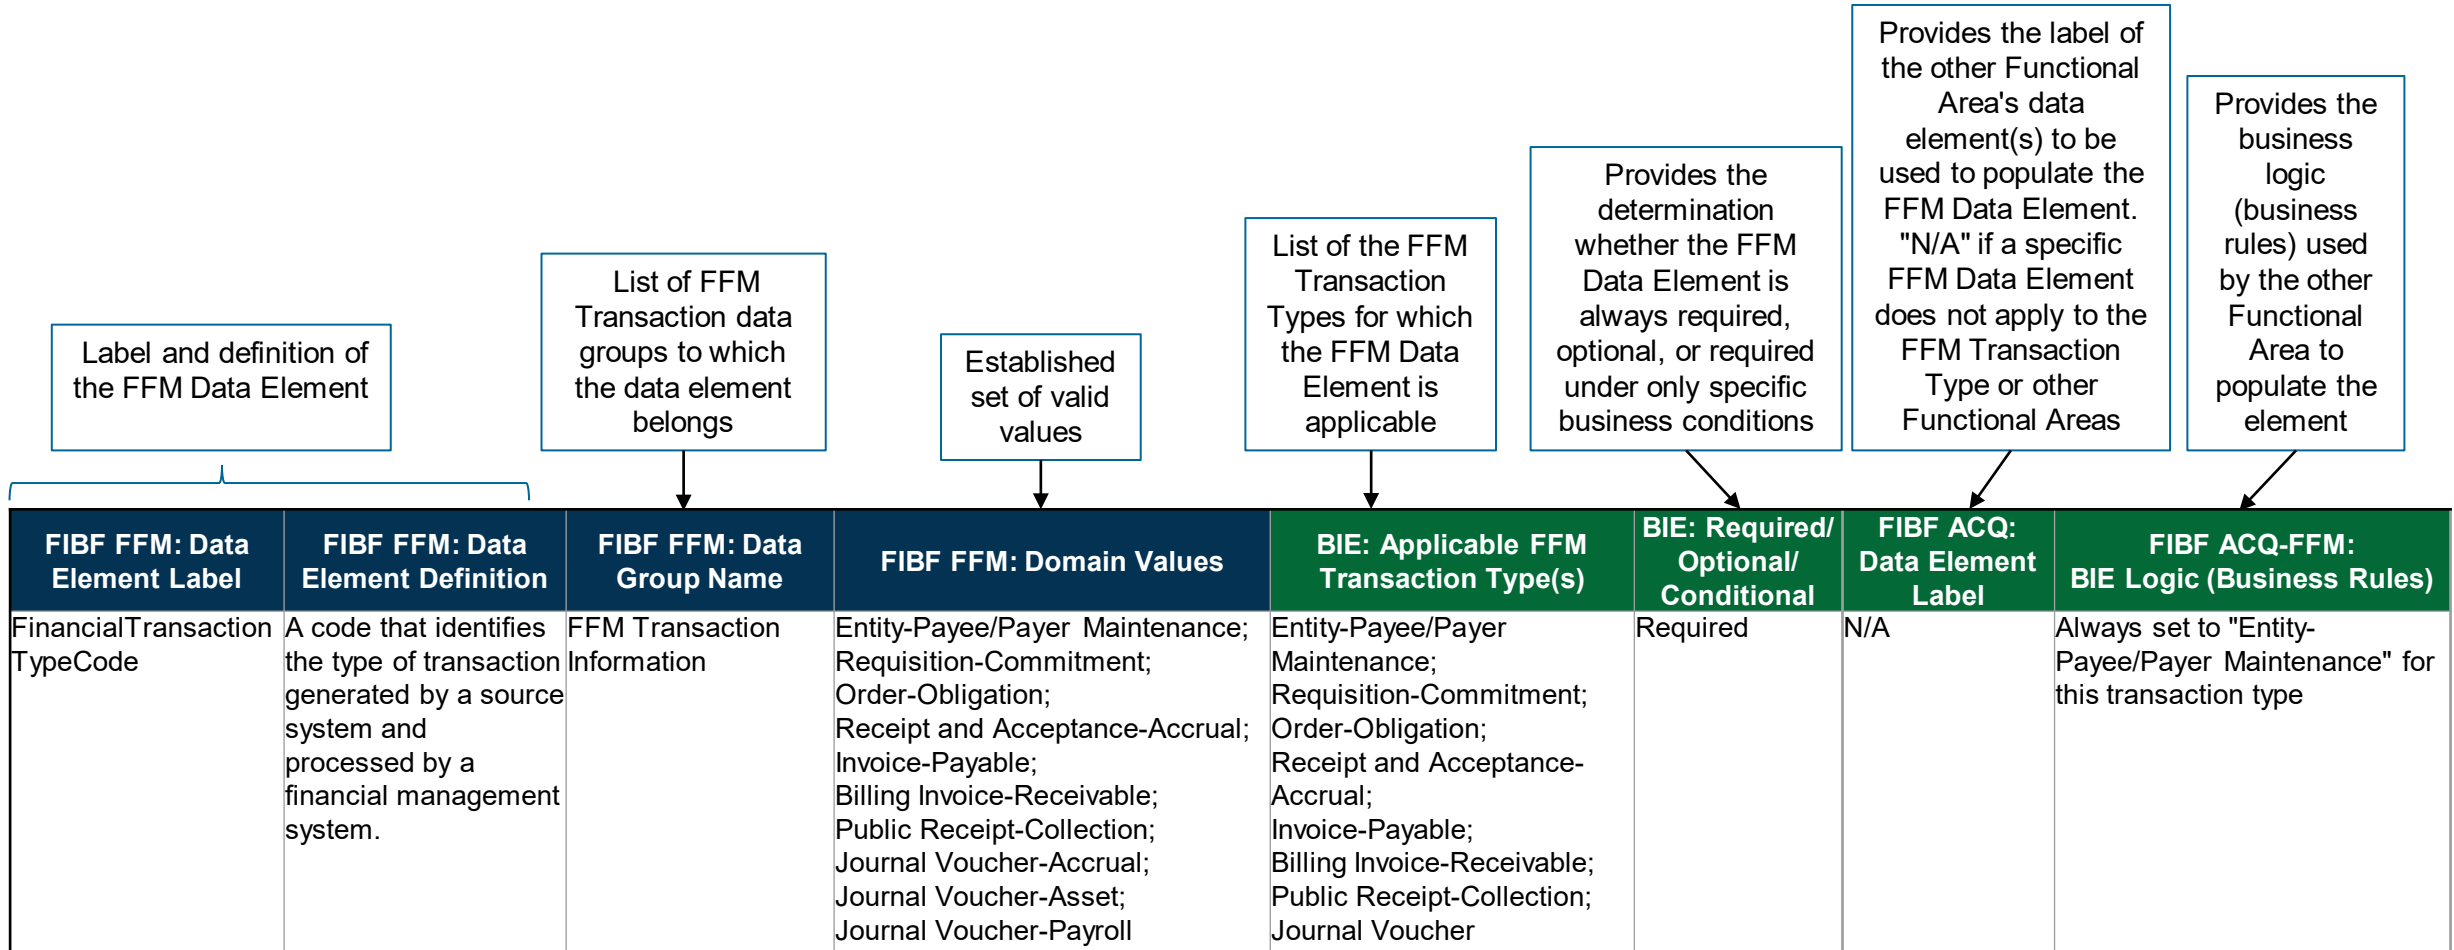 Label and definition of
the FFM Data Element
List of FFM
Transaction data
groups to which
the data element
belongs
Established
set of valid
values
List of the FFM
Transaction
Types for which
the FFM Data
Element is
applicable
Provides the
determination
whether the FFM
Data Element is
always required,
optional, or required
under only specific
business conditions
Provides the label of
the other Functional
Area's data
element(s) to be
used to populate the
FFM Data Element.
"N/A" if a specific
FFM Data Element
does not apply to the
FFM Transaction
Type or other
Functional Areas
Provides the
business
logic
(business
rules) used
by the other
Functional
Area to
populate the
element
FIBF FFM: Data
Element Label
FIBF FFM: Data
Element Definition
FIBF FFM: Data
Group Name
FIBF FFM: Domain Values
BIE: Applicable FFM
Transaction Type(s)
BIE: Required/
Optional/
Conditional
FIBF ACQ:
Data Element
Label
FIBF ACQ-FFM:
BIE Logic (Business Rules)
FinancialTransaction
TypeCode
A code that identifies
the type of transaction
generated by a source
system and
processed by a
financial management
system.
FFM Transaction
Information
Entity-Payee/Payer Maintenance;
Requisition-Commitment;
Order-Obligation;
Receipt and Acceptance-Accrual;
Invoice-Payable;
Billing Invoice-Receivable;
Public Receipt-Collection;
Journal Voucher-Accrual;
Journal Voucher-Asset;
Journal Voucher-Payroll
Entity-Payee/Payer
Maintenance;
Requisition-Commitment;
Order-Obligation;
Receipt and Acceptance-
Accrual;
Invoice-Payable;
Billing Invoice-Receivable;
Public Receipt-Collection;
Journal Voucher
Required
N/A
Always set to "Entity-
Payee/Payer Maintenance" for
this transaction type